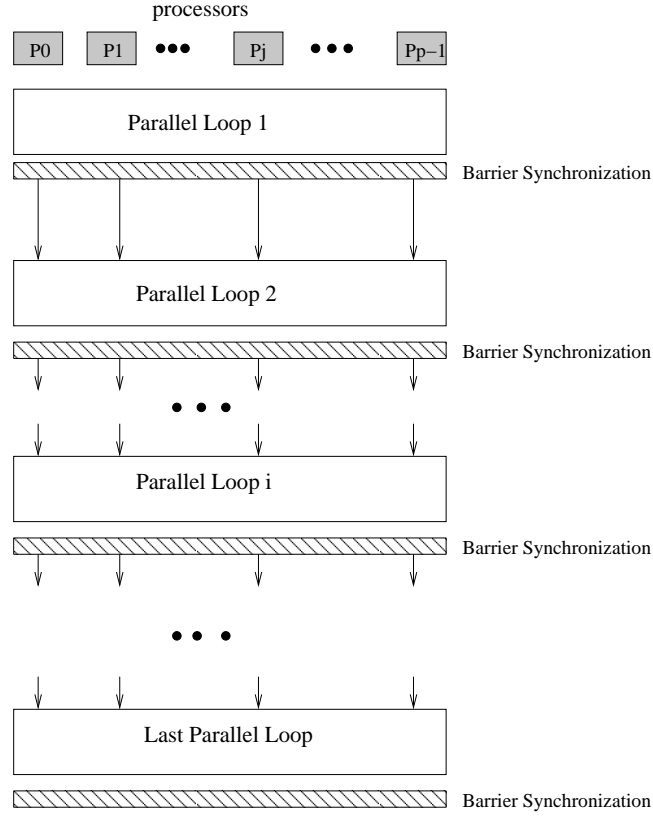 processors
P0 P1 ●●● Pj ●●● Pp−1
Parallel Loop 1
Barrier Synchronization
Parallel Loop 2
Barrier Synchronization
●●●
Parallel Loop i
Barrier Synchronization
●●●
Last Parallel Loop
Barrier Synchronization